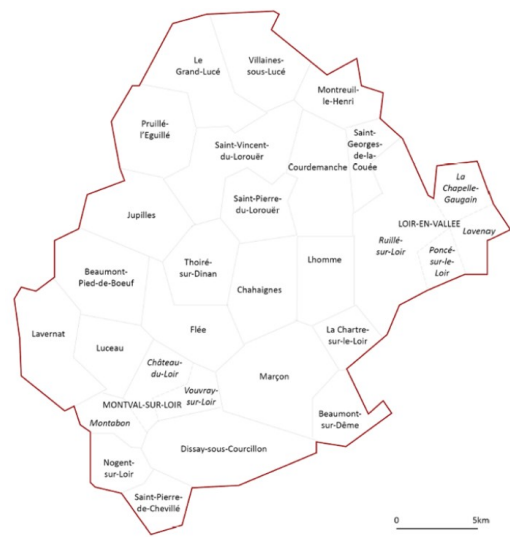 Le
Grand-Lucé
Villaines-
sous-Lucé
Montreuil-
le-Henri
Pruillé-
l'Eguillé
Saint-Vincent-
du-Lorouër
Saint-
Georges-
de-la-
Couée
Courdemanche
La
Chapelle-
Gaugain
Saint-Pierre-
du-Lorouër
Jupilles
LOIR-EN-VALLEE
Lavenay
Ruillé-
sur-Loir
Poncé-
sur-le-
Loir
Thoiré-
sur-Dinan
Lhomme
Beaumont-
Pied-de-Boeuf
Chahaignes
Flée
La Chartre-
sur-le-Loir
Lavernat
Luceau
Château-
du-Loir
Marçon
Vouvray-
sur-Loir
MONTVAL-SUR-LOIR
Montabon
Beaumont-
sur-Dême
Dissay-sous-Courcillon
Nogent-
sur-Loir
Saint-Pierre-
de-Chevillé
0 5km